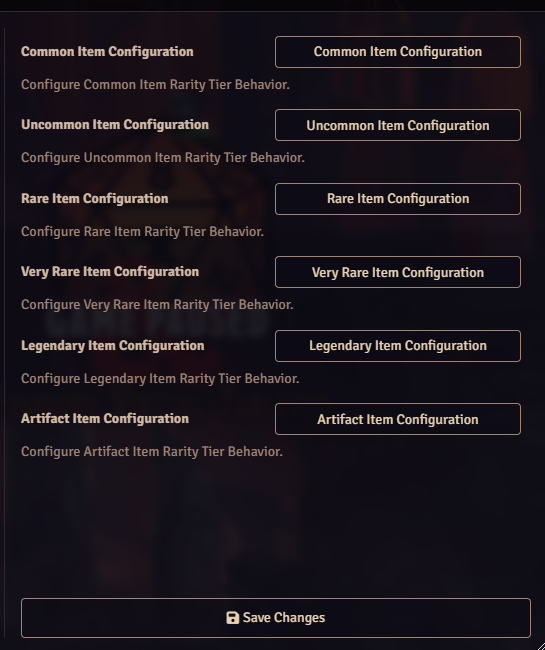 Common Item Configuration Common Item Configuration
Configure Common Item Rarity Tier Behavior.
Uncommon Item Configuration Uncommon Item Configuration
Configure Uncommon Item Rarity Tier Behavior.
Rare Item Configuration Rare Item Configuration
Configure Rare Item Rarity Tier Behavior.
Very Rare Item Configuration Very Rare Item Configuration
Configure Very Rare Item Rarity Tier Behavior.
GAME PAUSED
Legendary Item Configuration Legendary Item Configuration
Configure Legendary Item Rarity Tier Behavior.
Artifact Item Configuration Artifact Item Configuration
Configure Artifact Item Rarity Tier Behavior.
Save Changes